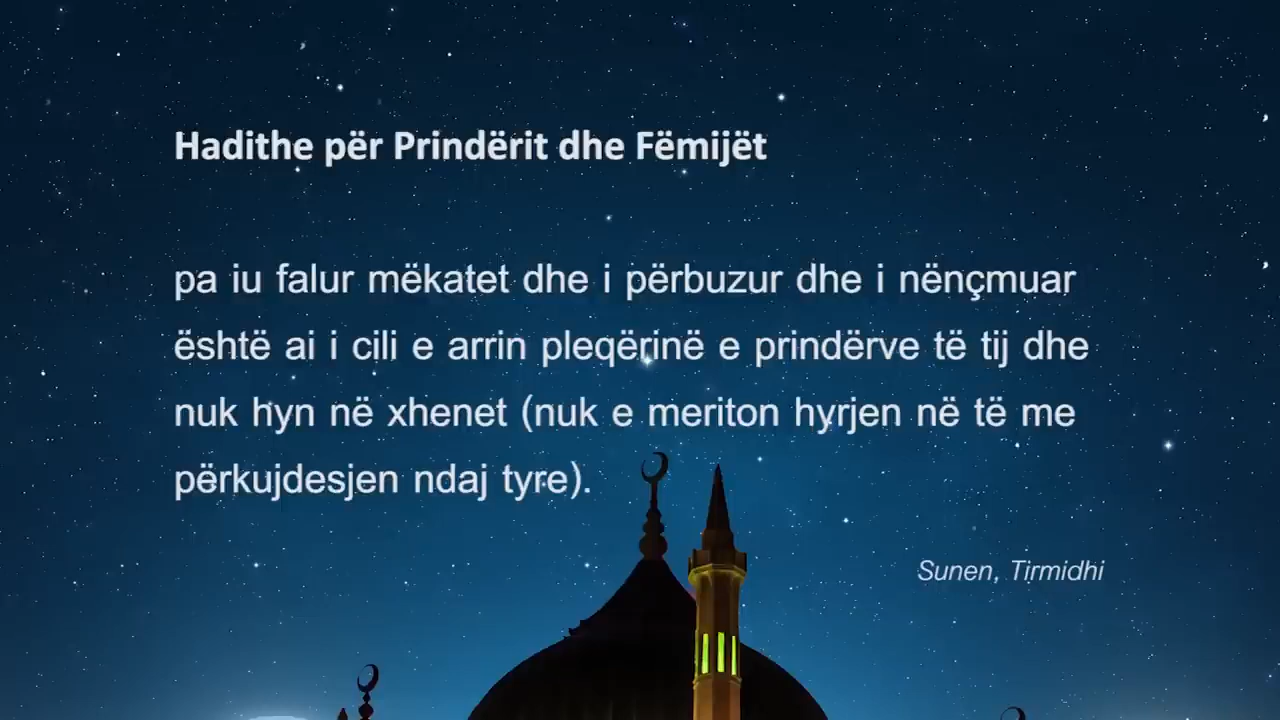 Hadithe për Prindërit dhe Fëmijët
pa iu falur mëkatet dhe i përbuzur dhe i nënçmuar
është ai i cili e arrin pleqërinë e prindërve të tij dhe
nuk hyn në xhenet (nuk e meriton hyrjen në të me
përkujdesjen ndaj tyre).
Sunen, Tirmidhi